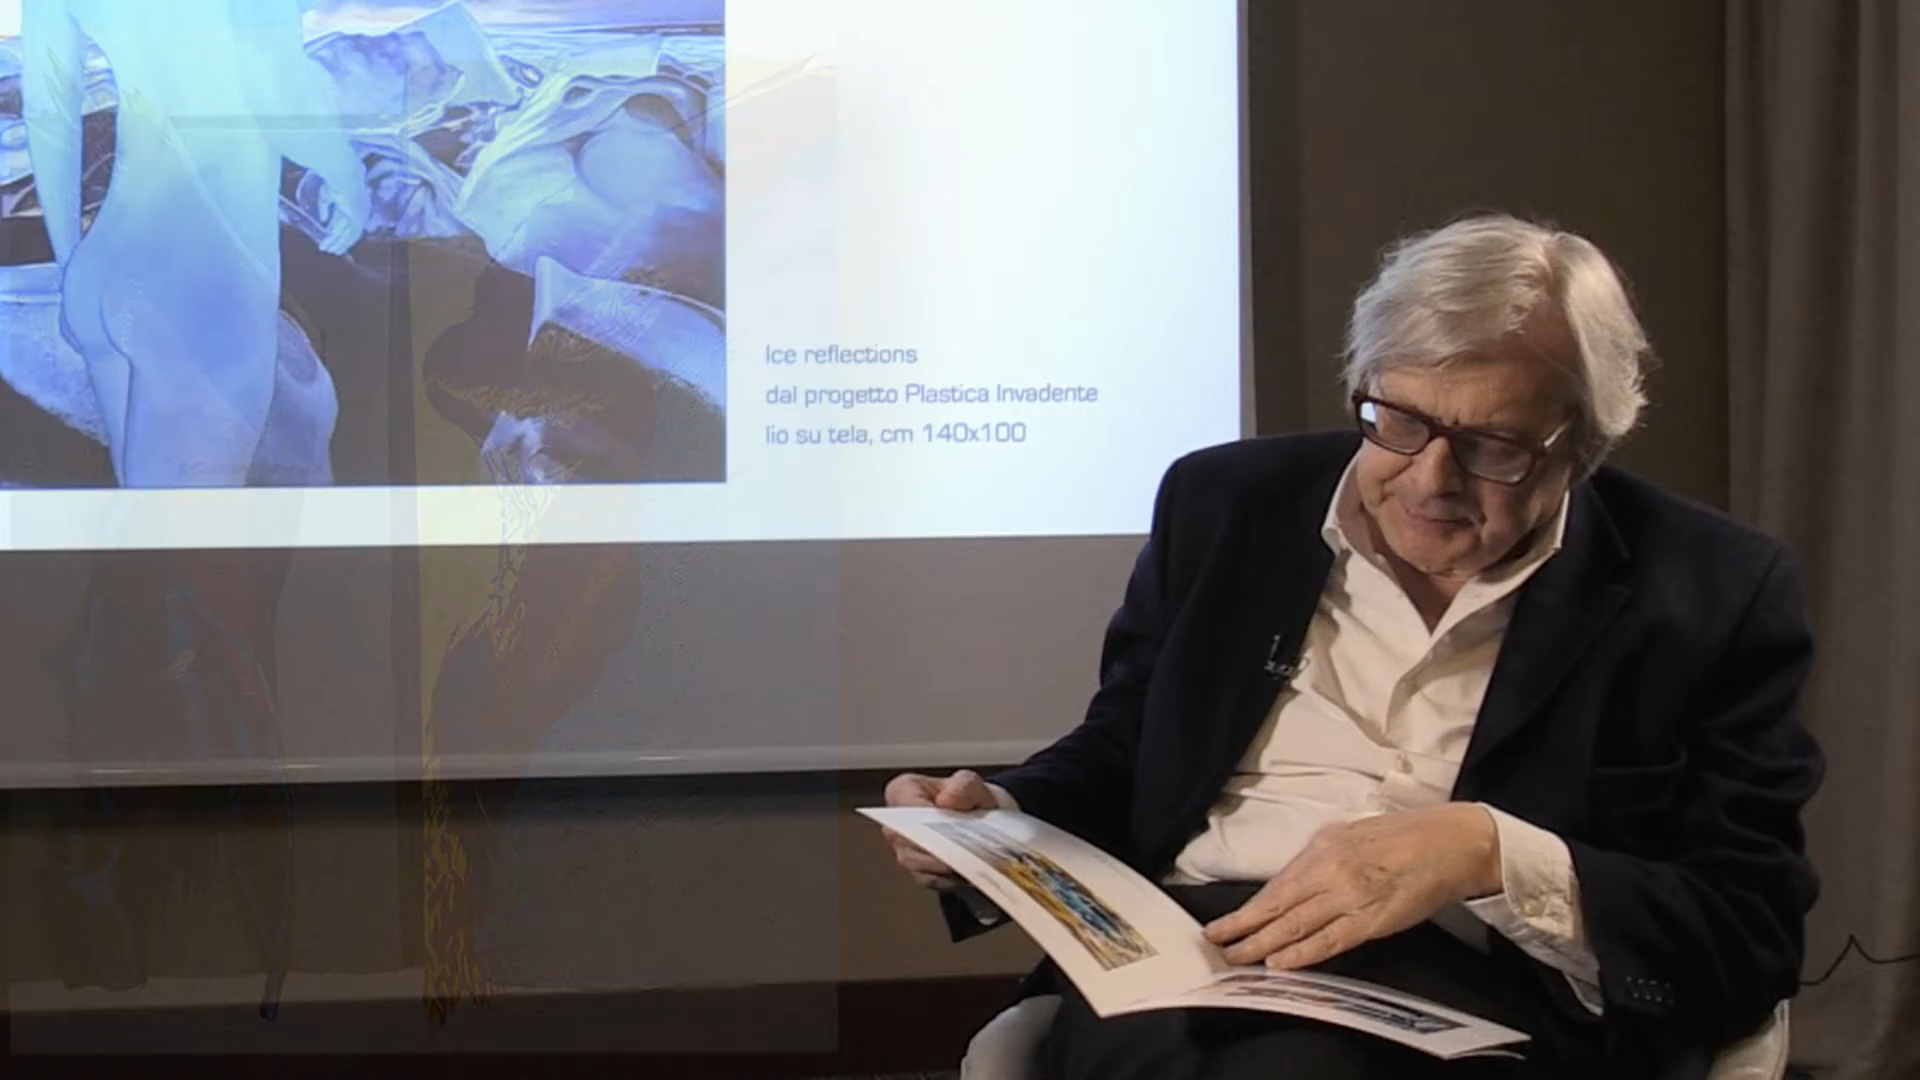 Ice reflections
dal progetto Plastica Invadente
lio su tela, cm 140x100